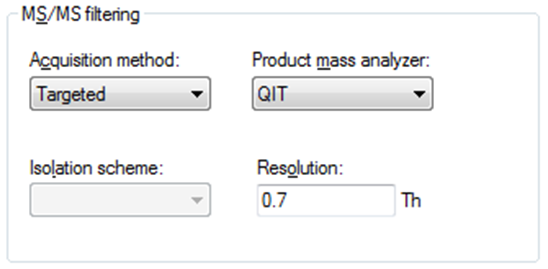 MS/MS filtering
Acquisition method: Product mass analyzer:
Targeted QIT
Isolation scheme: Resolution:
0.7 Th